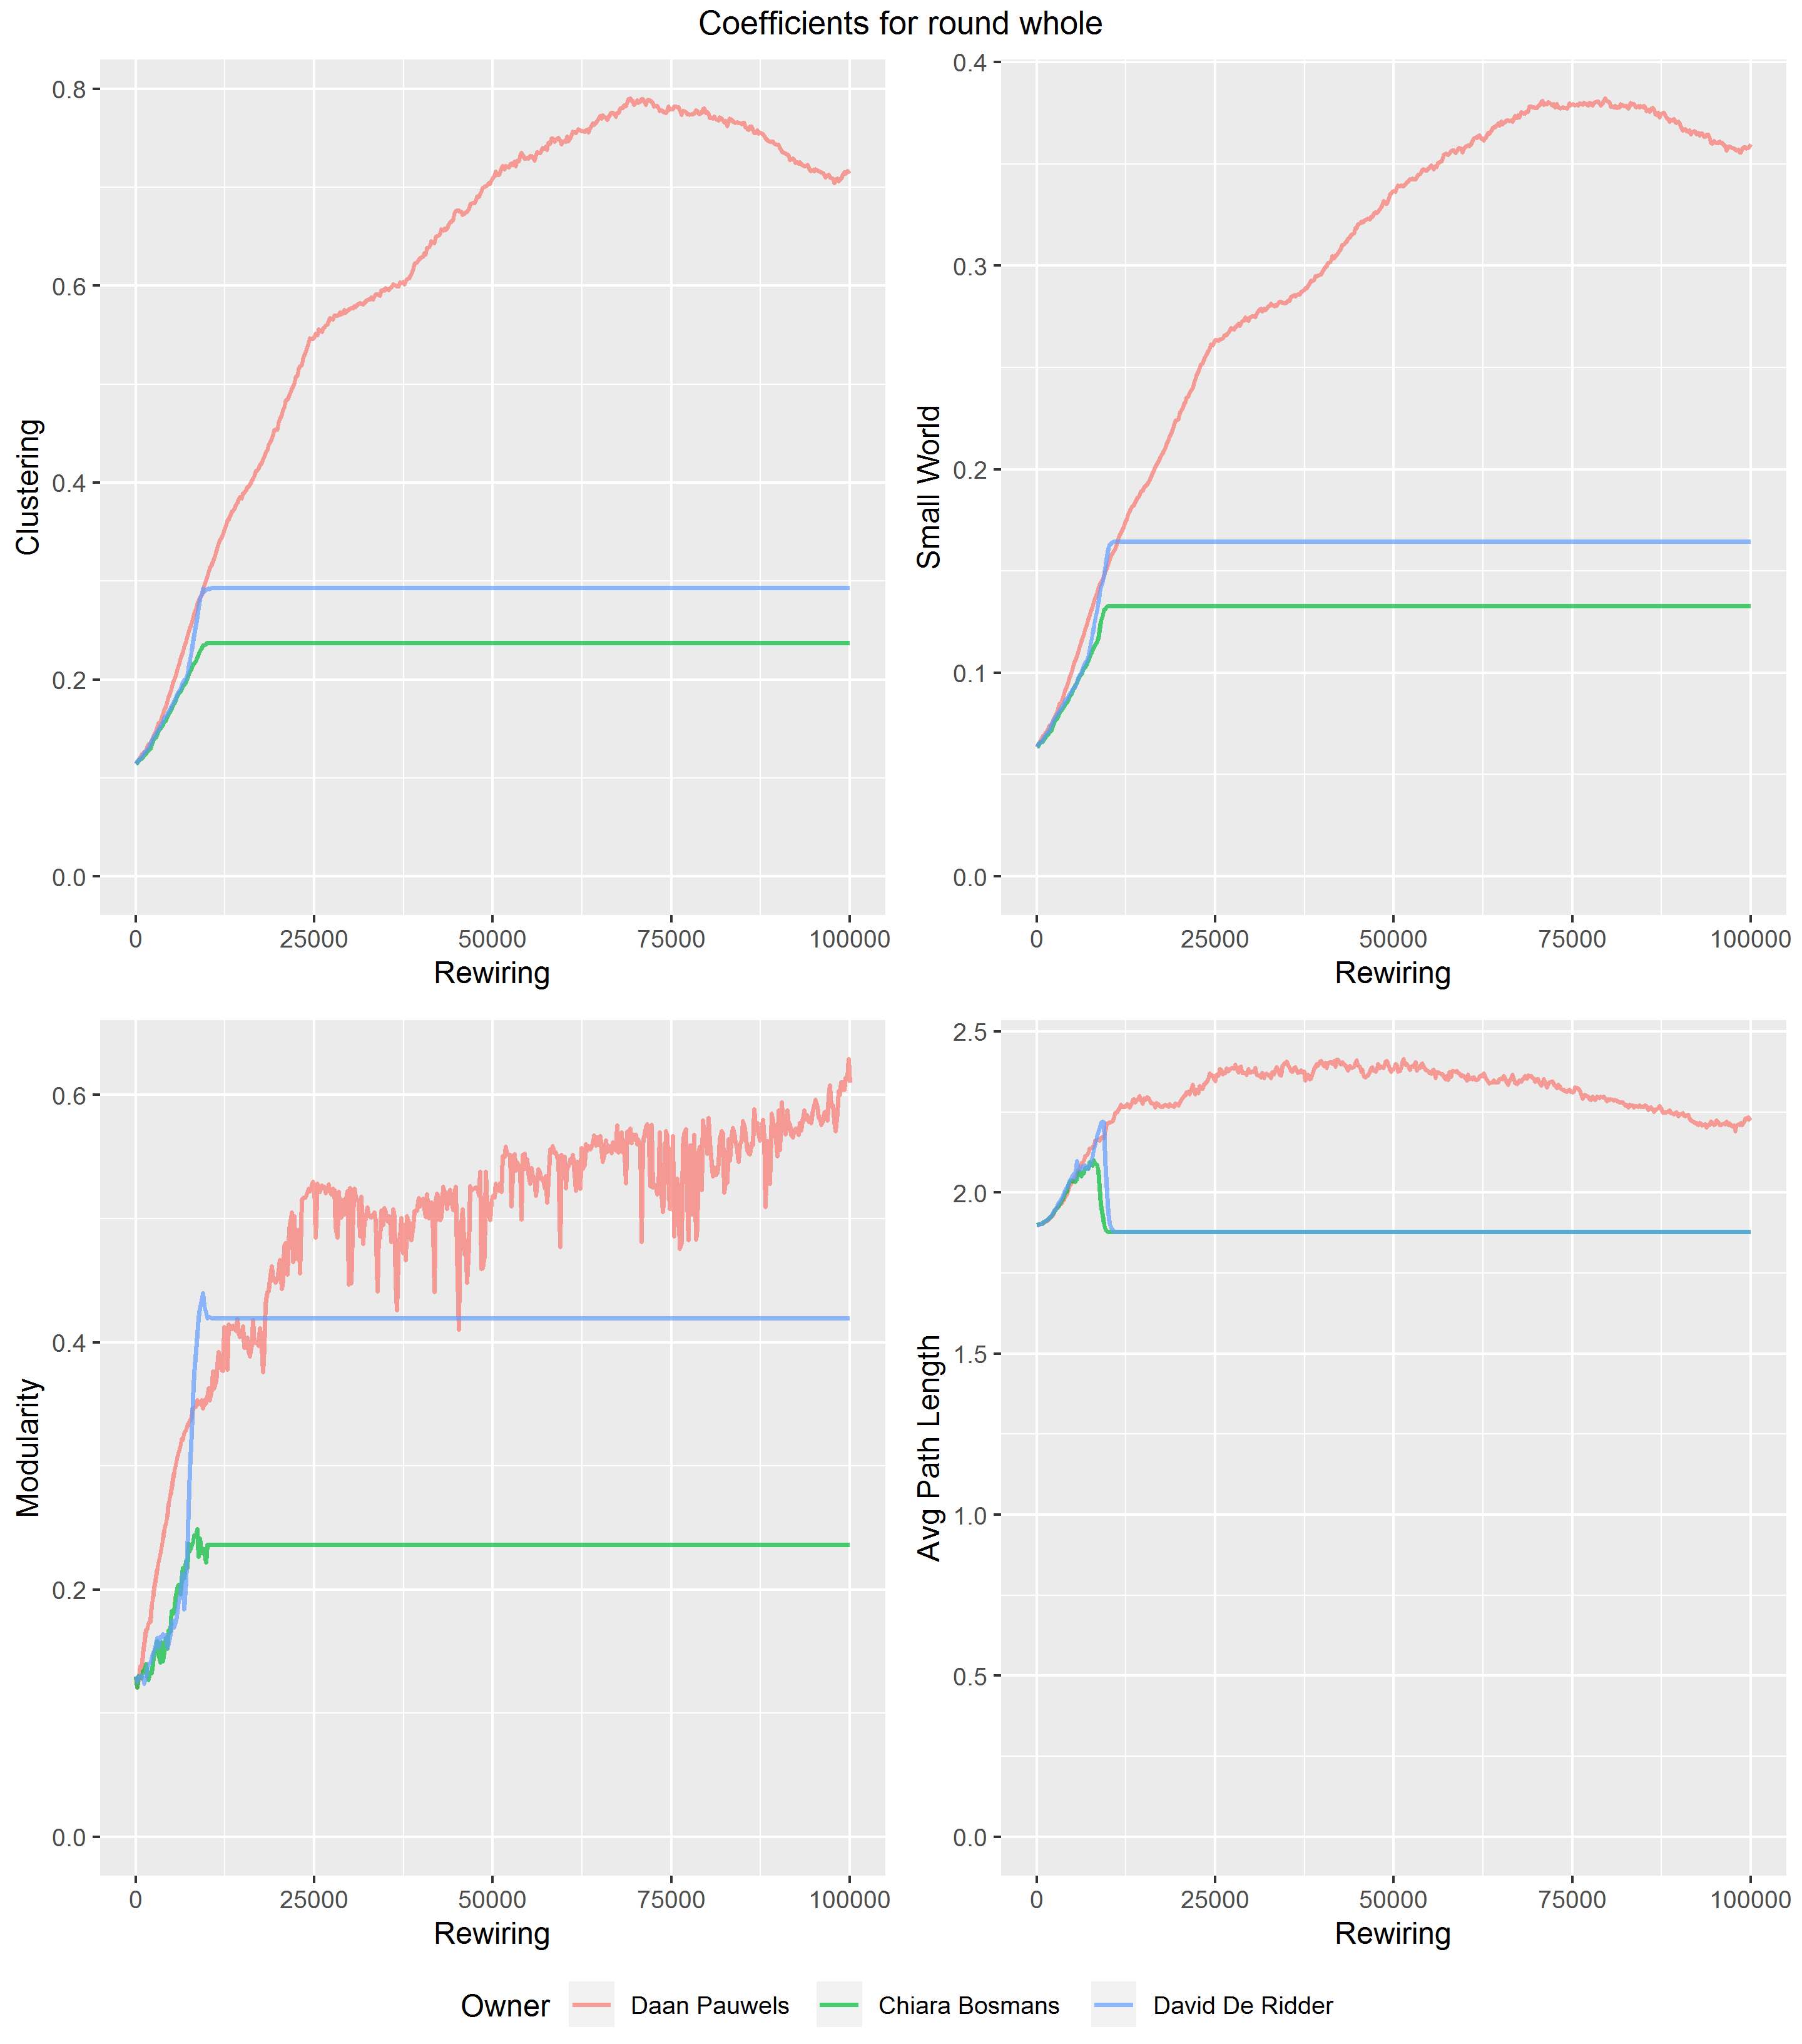 Coefficients for round whole
0.8
0.6
0.4
0.2
0.0
Clustering
0 25000 50000 75000 100000
Rewiring
0.4
0.3
0.2
0.1
0.0
Small World
0 25000 50000 75000 100000
Rewiring
0.6
0.4
0.2
0.0
Modularity
0 25000 50000 75000 100000
Rewiring
2.5
2.0
1.5
1.0
0.5
0.0
Avg Path Length
0 25000 50000 75000 100000
Rewiring
Owner Daan Pauwels Chiara Bosmans David De Ridder